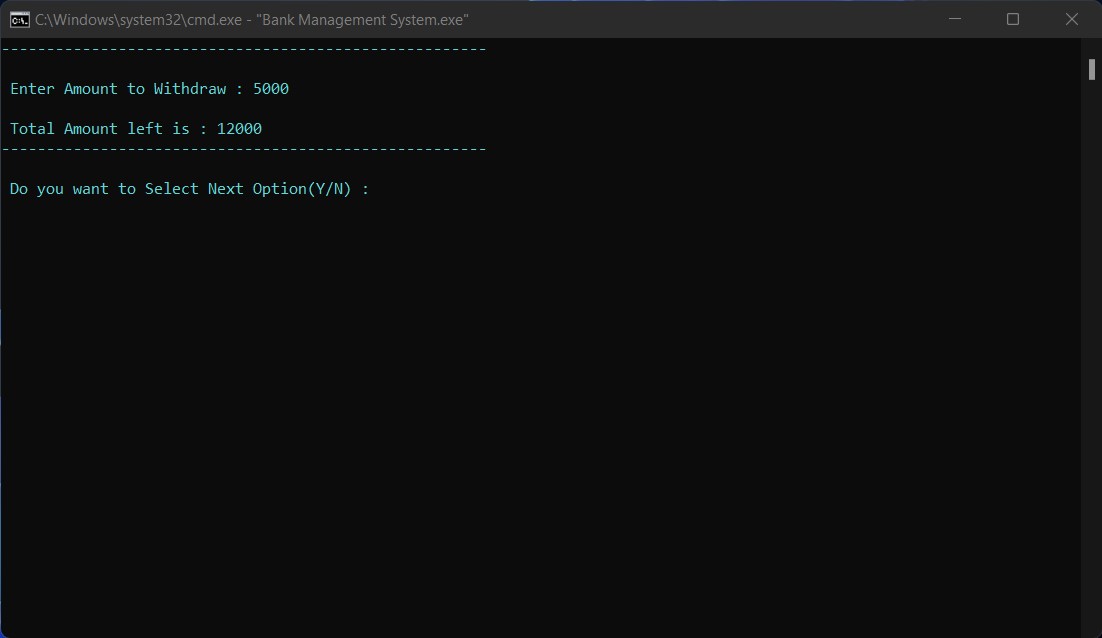 C:\Windows\system32\cmd.exe - "Bank Management System.exe"
------------------------------------------------------
Enter Amount to Withdraw : 5000
Total Amount left is : 12000
------------------------------------------------------
Do you want to Select Next Option(Y/N) :